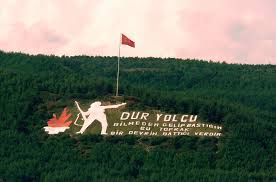 DUR YOLCU
BİLMEDEN GELİP BASTIĞIN
BU TOPRAK
BİR DEVRİN BATTIĞI YERDİR